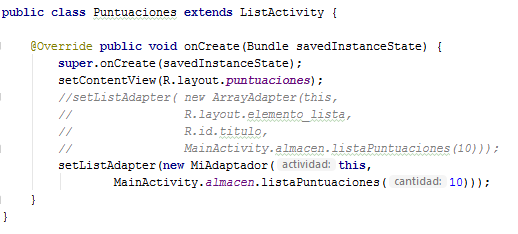 public class Puntuaciones extends ListActivity {
@Override public void onCreate(Bundle savedInstanceState) {
super.onCreate(savedInstanceState);
setContentView(R.layout.puntuaciones);
//setListAdapter( new ArrayAdapter(this,
// R.layout.elemento_lista,
// R.id.titulo,
// MainActivity.almacen.listaPuntuaciones(10)));
setListAdapter(new MiAdaptador( actividad: this,
MainActivity.almacen.listaPuntuaciones( cantidad: 10)));
}
}